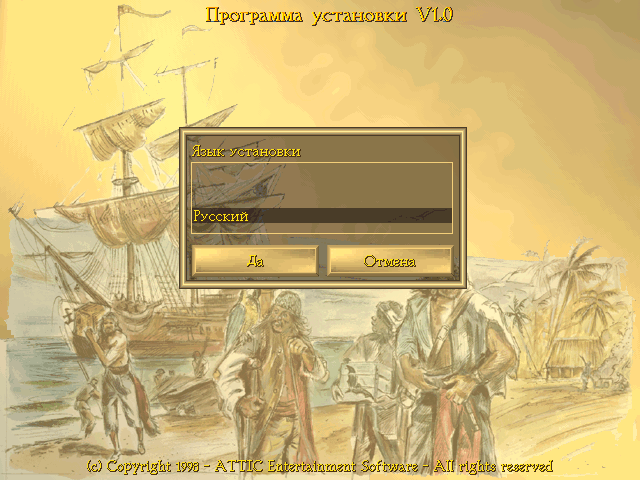 Программа установки V1.0
Язык установки
Русский
Да
Отмена
(c) Copyright 1998 - ATTIC Entertainment Software - All rights reserved